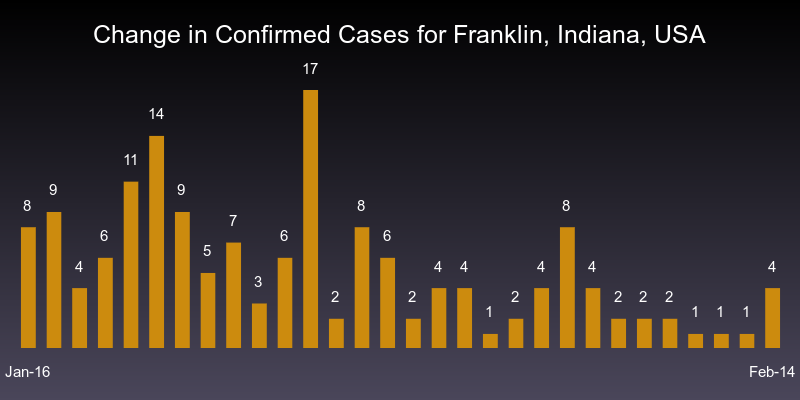 Change in Confirmed Cases for Franklin, Indiana, USA
8 9 4 6 11 14 9 5 7 3 6 17 2 8 6 2 4 4 1 2 4 8 4 2 2 2 1 1 1 4
Jan-16 Feb-14